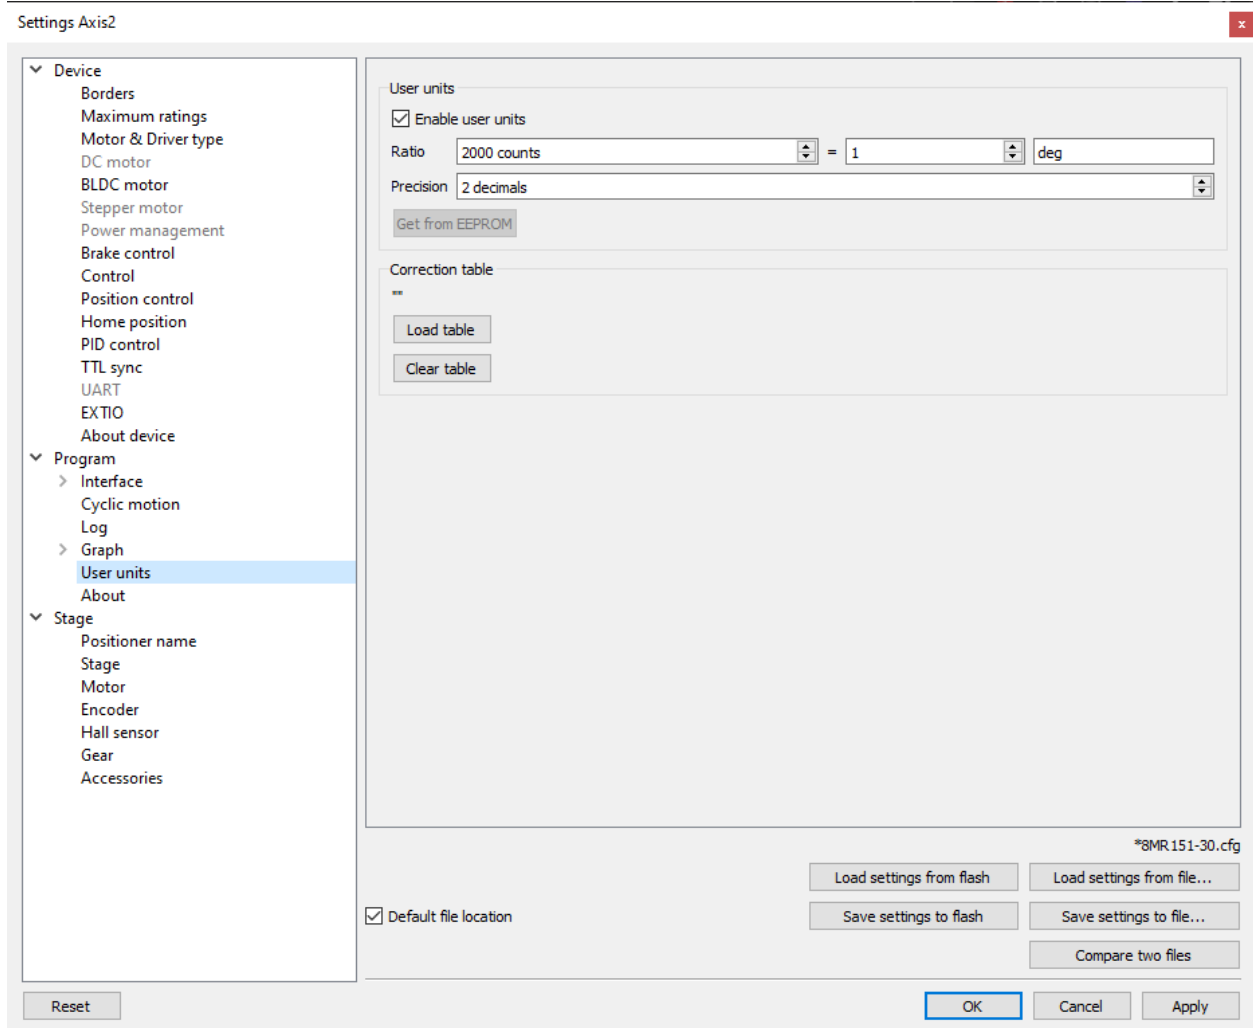 Settings Axis2
x
Device
Borders
Maximum ratings
Motor & Driver type
DC motor
BLDC motor
Stepper motor
Power management
Brake control
Control
Position control
Home position
PID control
TTL sync
UART
EXTIO
About device
Program
Interface
Cyclic motion
Log
Graph
User units
About
Stage
Positioner name
Stage
Motor
Encoder
Hall sensor
Gear
Accessories
User units
Enable user units
Ratio 2000 counts = 1 deg
Precision 2 decimals
Get from EEPROM
Correction table
""
Load table
Clear table
*8MR151-30.cfg
Load settings from flash Load settings from file...
Default file location Save settings to flash Save settings to file...
Compare two files
Reset OK Cancel Apply